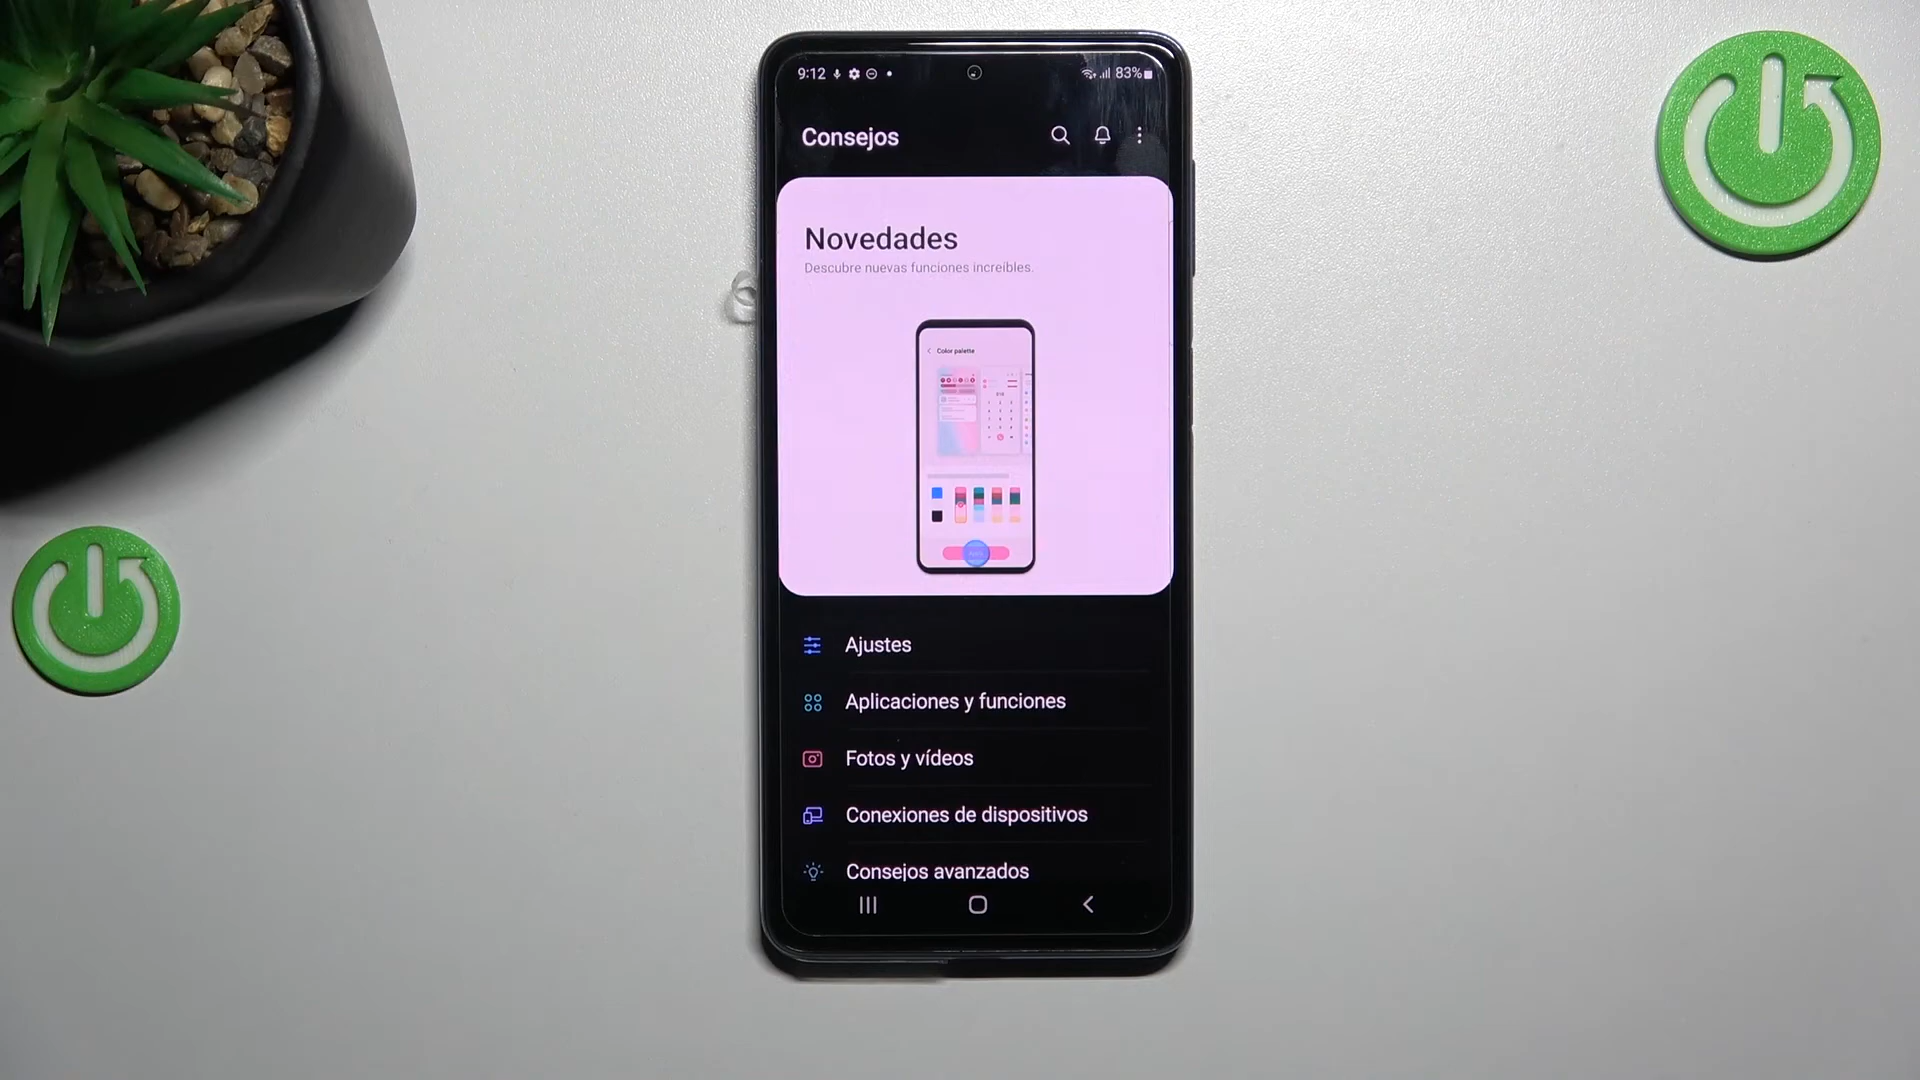 9:12
83%
Consejos
Novedades
Descubre nuevas funciones increíbles.
Color palette
Ajustes
Aplicaciones y funciones
Fotos y vídeos
Conexiones de dispositivos
Consejos avanzados